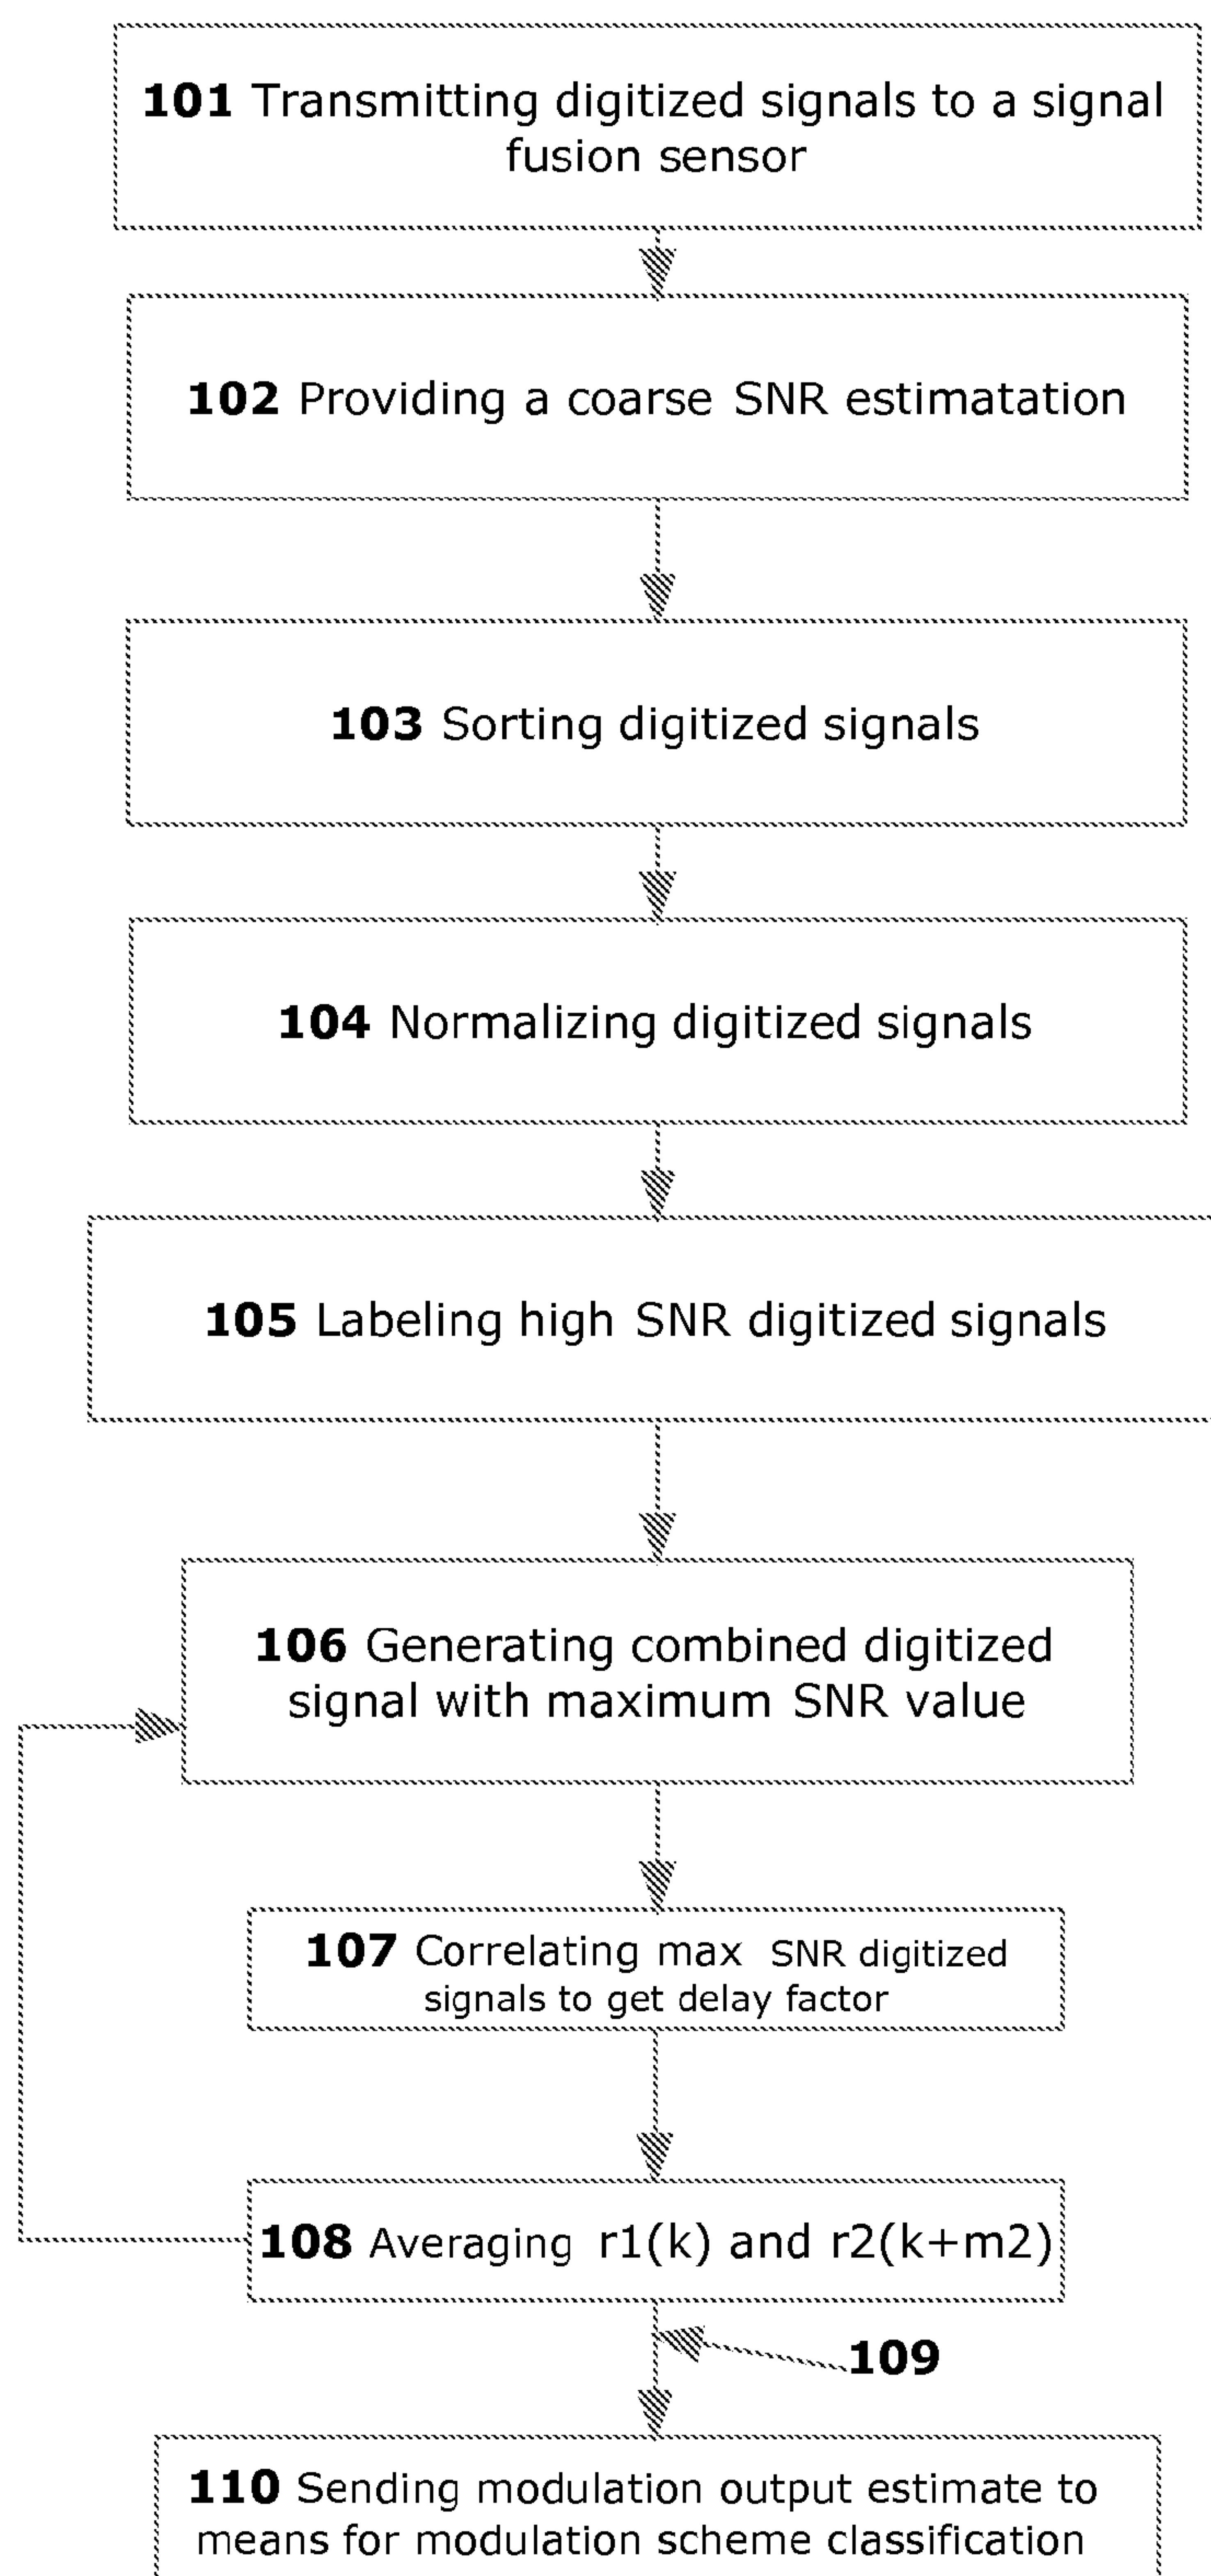 101 Transmitting digitized signals to a signal
fusion sensor
102 Providing a coarse SNR estimatation
103 Sorting digitized signals
104 Normalizing digitized signals
105 Labeling high SNR digitized signals
106 Generating combined digitized
signal with maximum SNR value
107 Correlating max SNR digitized
signals to get delay factor
108 Averaging r1(k) and r2(k+m2)
109
110 Sending modulation output estimate to
means for modulation scheme classification